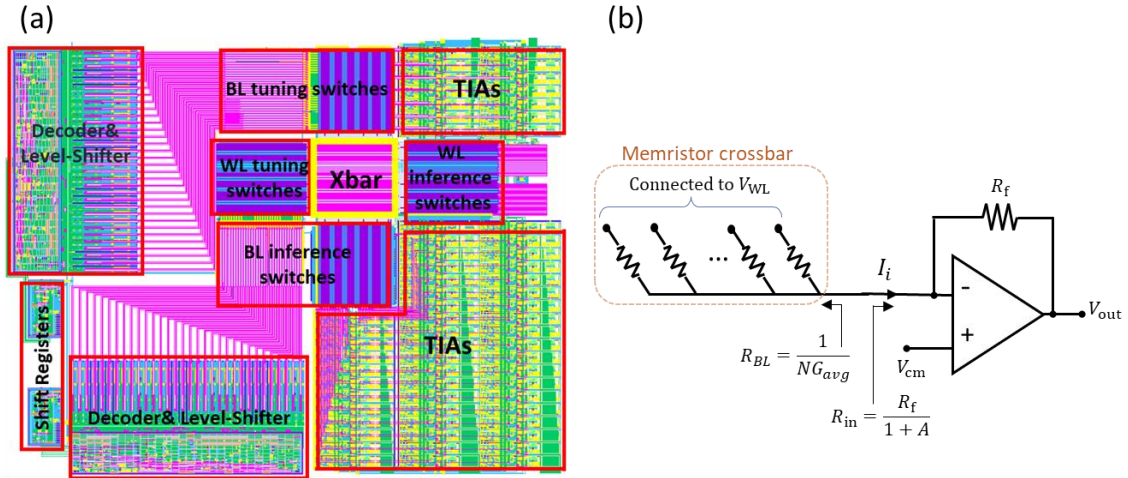 (a)
BL tuning switches
TIAs
Decoder&
Level-Shifter
WL tuning
switches
Xbar
WL
inference
switches
BL inference
switches
Shift Registers
TIAs
Decoder& Level-Shifter
(b)
Memristor crossbar
Connected to V_WL
...
I_i
R_f
-
+
V_out
V_cm
R_BL = 1/(NG_avg)
R_in = R_f/(1 + A)